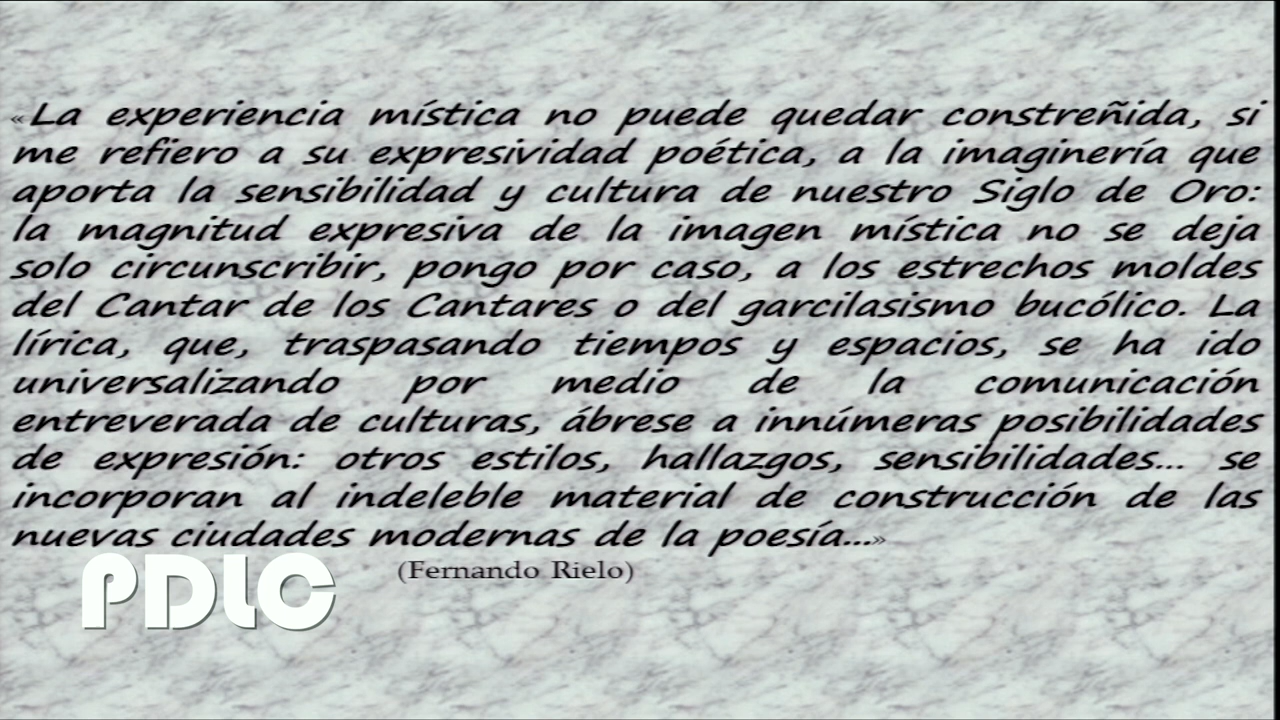 «La experiencia mística no puede quedar constreñida, si
me refiero a su expresividad poética, a la imaginería que
aporta la sensibilidad y cultura de nuestro Siglo de Oro:
la magnitud expresiva de la imagen mística no se deja
solo circunscribir, pongo por caso, a los estrechos moldes
del Cantar de los Cantares o del garcilasismo bucólico. La
lírica, que, traspasando tiempos y espacios, se ha ido
universalizando por medio de la comunicación
entreverada de culturas, ábrese a innúmeras posibilidades
de expresión: otros estilos, hallazgos, sensibilidades... se
incorporan al indeleble material de construcción de las
nuevas ciudades modernas de la poesía...»
(Fernando Rielo)
PDLC